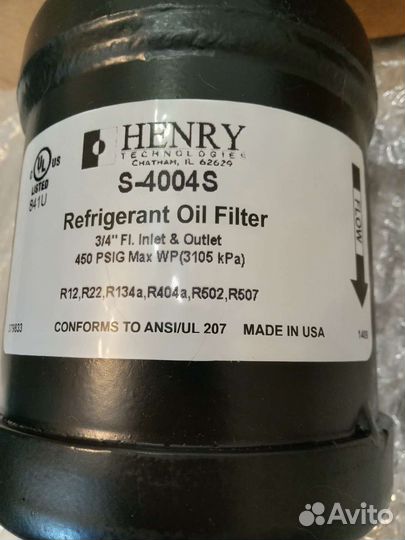 HENRY
TECHNOLOGIES
CHATHAM, IL 62629
C UL US
LISTED
841U
S-4004S
Refrigerant Oil Filter
3/4" Fl. Inlet & Outlet
450 PSIG Max WP(3105 kPa)
FLOW
R12,R22,R134a,R404a,R502,R507
CONFORMS TO ANSI/UL 207 MADE IN USA
Avito